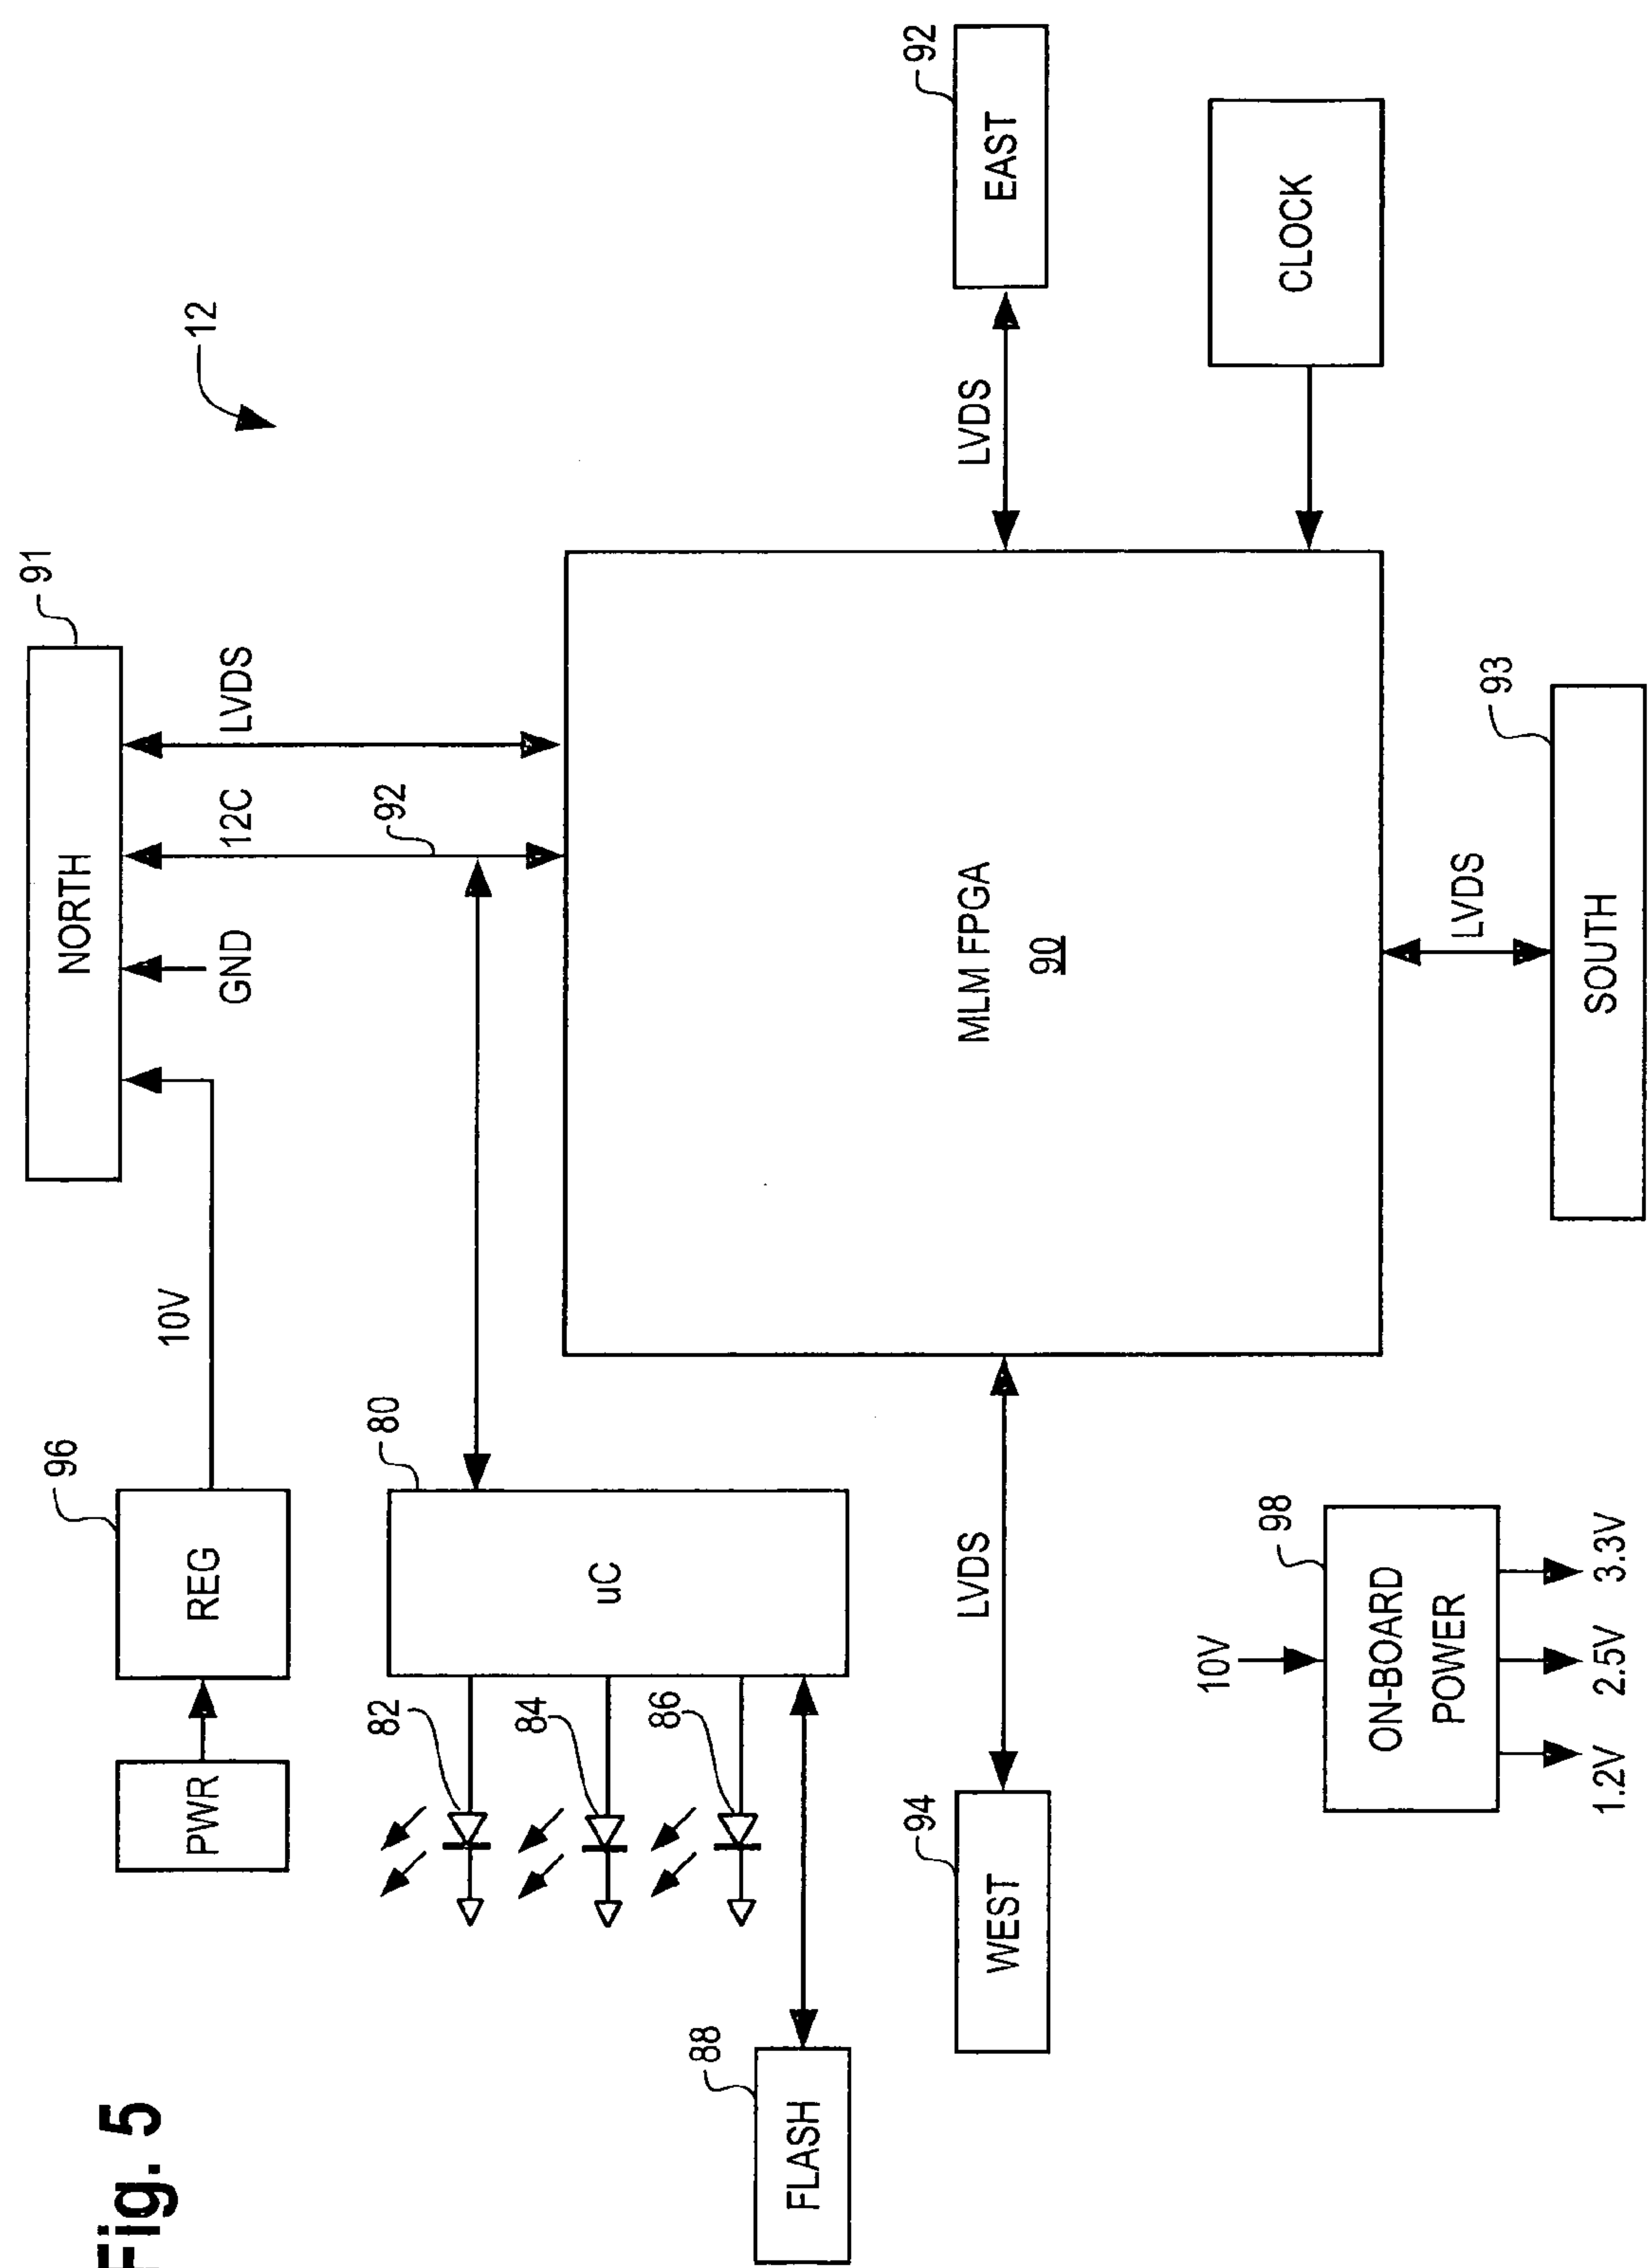 Fig. 5
12
NORTH
91
10V
GND
12C
LVDS
92
96
REG
PWR
80
uC
82
84
86
88
FLASH
MLM FPGA
90
LVDS
EAST
92
CLOCK
LVDS
WEST
94
LVDS
SOUTH
93
10V
98
ON-BOARD
POWER
1.2V
2.5V
3.3V